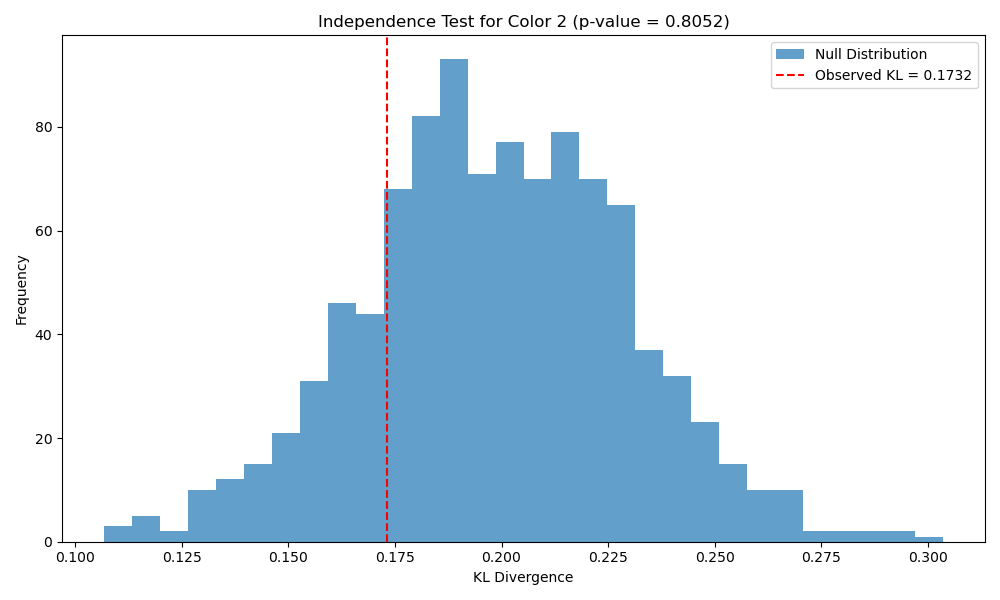 Independence Test for Color 2 (p-value = 0.8052)
Null Distribution
Observed KL = 0.1732
Frequency
80
60
40
20
0
0.100 0.125 0.150 0.175 0.200 0.225 0.250 0.275 0.300
KL Divergence